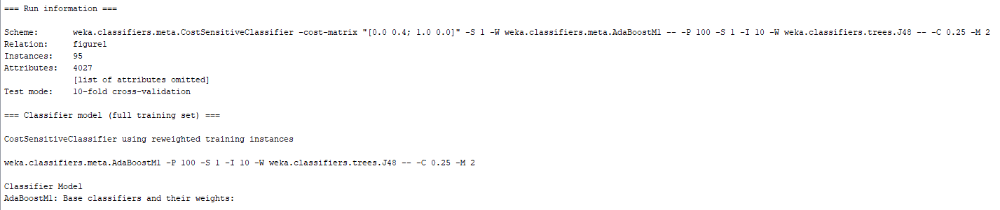 === Run information ===
Scheme: weka.classifiers.meta.CostSensitiveClassifier -cost-matrix "[0.0 0.4; 1.0 0.0]" -S 1 -W weka.classifiers.meta.AdaBoostM1 -- -P 100 -S 1 -I 10 -W weka.classifiers.trees.J48 -- -C 0.25 -M 2
Relation: figure1
Instances: 95
Attributes: 4027
[list of attributes omitted]
Test mode: 10-fold cross-validation
=== Classifier model (full training set) ===
CostSensitiveClassifier using reweighted training instances
weka.classifiers.meta.AdaBoostM1 -P 100 -S 1 -I 10 -W weka.classifiers.trees.J48 -- -C 0.25 -M 2
Classifier Model
AdaBoostM1: Base classifiers and their weights: